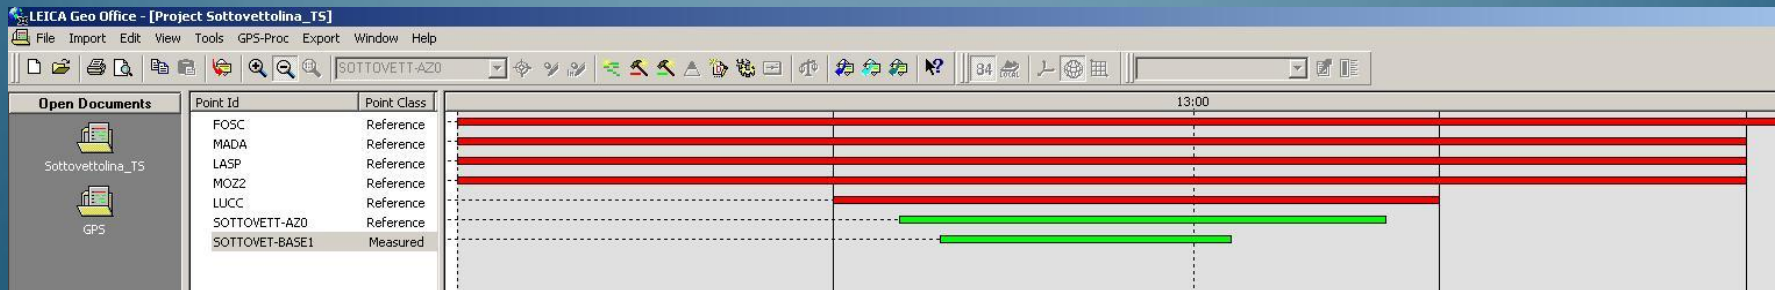 LEICA Geo Office - [Project Sottovettolina_TS]
File Import Edit View Tools GPS-Proc Export Window Help
SOTTOVETT-AZ0 84 LOCAL
Open Documents Point Id Point Class 13:00
FOSC Reference
MADA Reference
Sottovettolina_TS LASP Reference
MOZ2 Reference
LUCC Reference
GPS SOTTOVETT-AZ0 Reference
SOTTOVET-BASE1 Measured